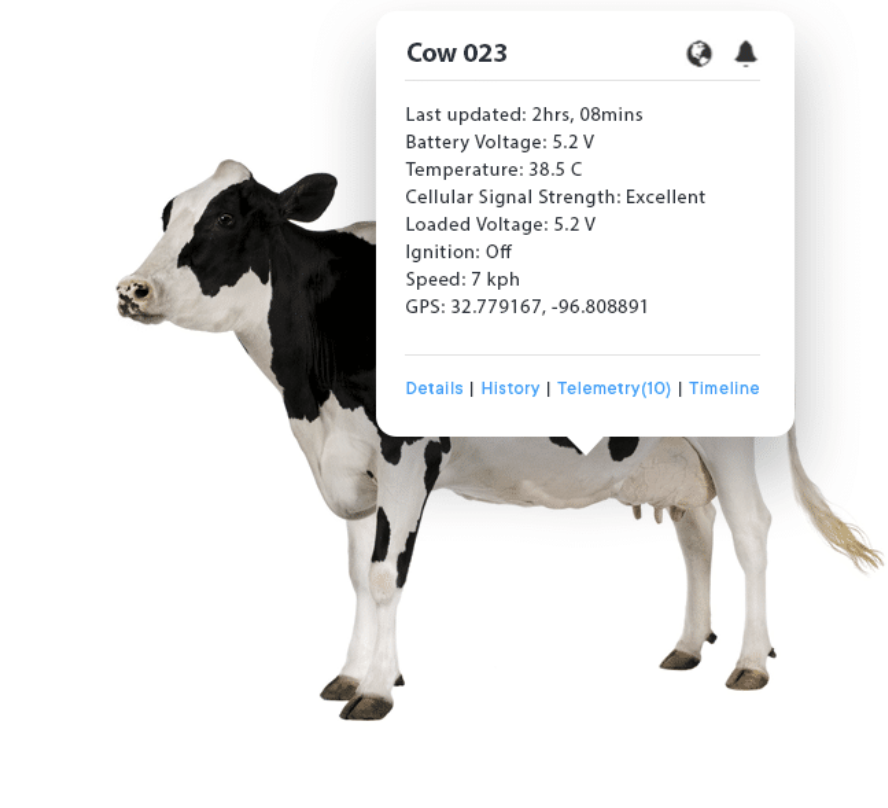 Cow 023
Last updated: 2hrs, 08mins
Battery Voltage: 5.2 V
Temperature: 38.5 C
Cellular Signal Strength: Excellent
Loaded Voltage: 5.2 V
Ignition: Off
Speed: 7 kph
GPS: 32.779167, -96.808891
Details | History | Telemetry(10) | Timeline